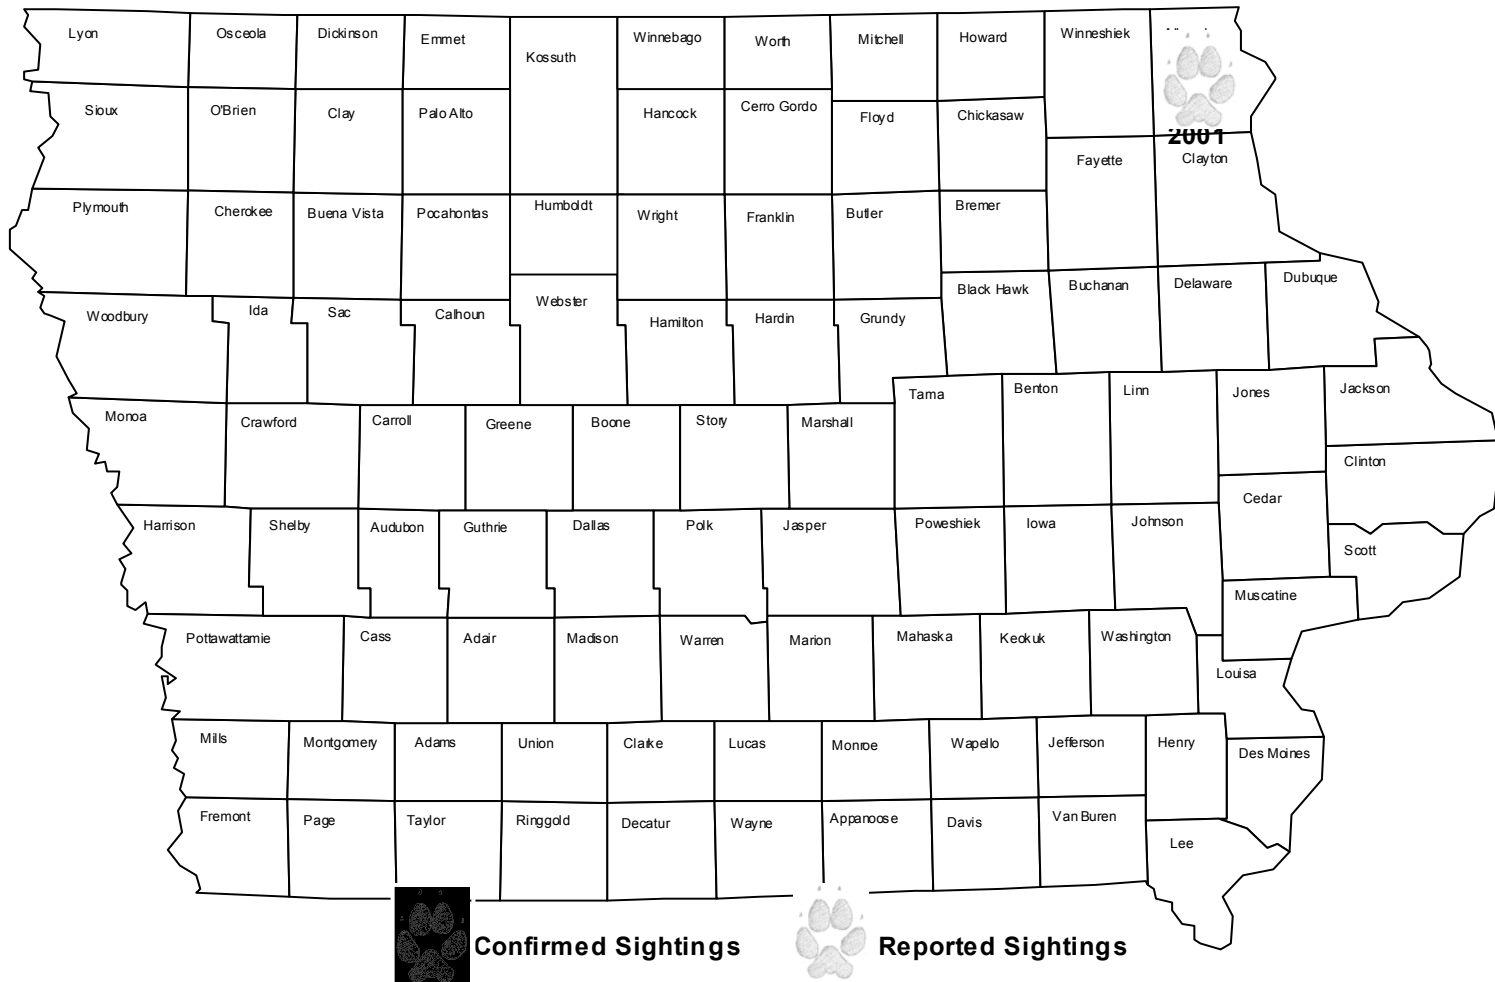 Lyon
Osceola
Dickinson
Emmet
Kossuth
Winnebago
Worth
Mitchell
Howard
Winneshiek
2001
Sioux
O'Brien
Clay
Palo Alto
Hancock
Cerro Gordo
Floyd
Chickasaw
Fayette
Clayton
Plymouth
Cherokee
Buena Vista
Pocahontas
Humboldt
Wright
Franklin
Butler
Bremer
Woodbury
Ida
Sac
Calhoun
Webster
Hamilton
Hardin
Grundy
Black Hawk
Buchanan
Delaware
Dubuque
Monoa
Crawford
Carroll
Greene
Boone
Story
Marshall
Tama
Benton
Linn
Jones
Jackson
Clinton
Cedar
Harrison
Shelby
Audubon
Guthrie
Dallas
Polk
Jasper
Poweshiek
Iowa
Johnson
Scott
Muscatine
Pottawattamie
Cass
Adair
Madison
Warren
Marion
Mahaska
Keokuk
Washington
Louisa
Mills
Montgomery
Adams
Union
Clarke
Lucas
Monroe
Wapello
Jefferson
Henry
Des Moines
Fremont
Page
Taylor
Ringgold
Decatur
Wayne
Appanoose
Davis
Van Buren
Lee
Confirmed Sightings
Reported Sightings